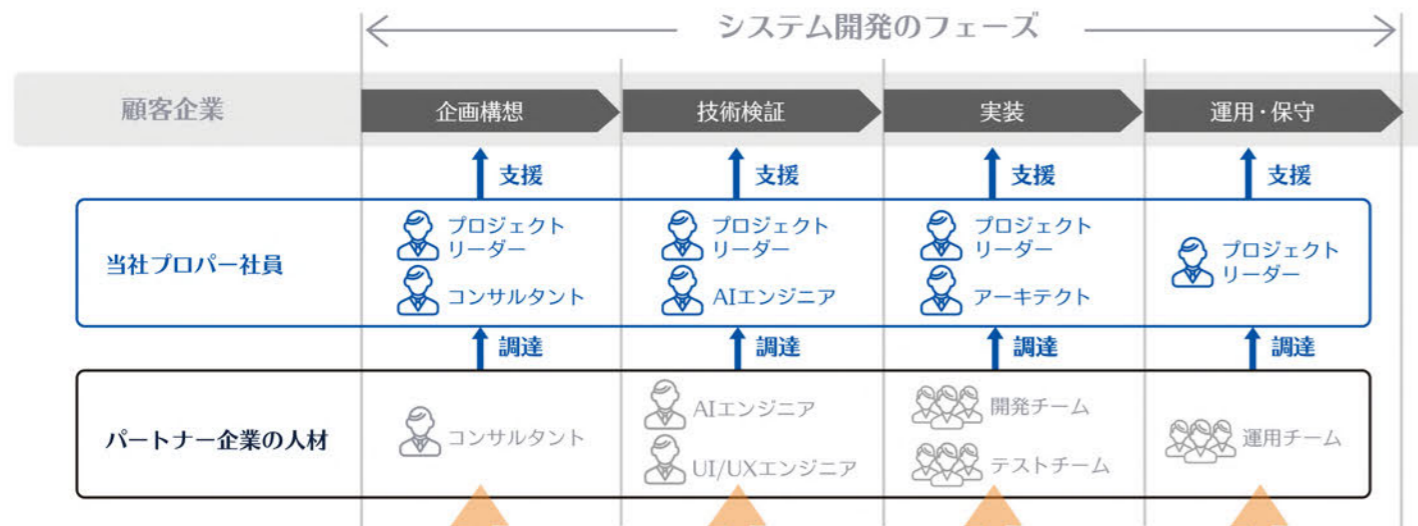 システム開発のフェーズ
顧客企業
企画構想
技術検証
実装
運用・保守
支援
支援
支援
支援
当社プロパー社員
プロジェクト
リーダー
コンサルタント
プロジェクト
リーダー
AIエンジニア
プロジェクト
リーダー
アーキテクト
プロジェクト
リーダー
調達
調達
調達
調達
パートナー企業の人材
コンサルタント
AIエンジニア
UI/UXエンジニア
開発チーム
テストチーム
運用チーム